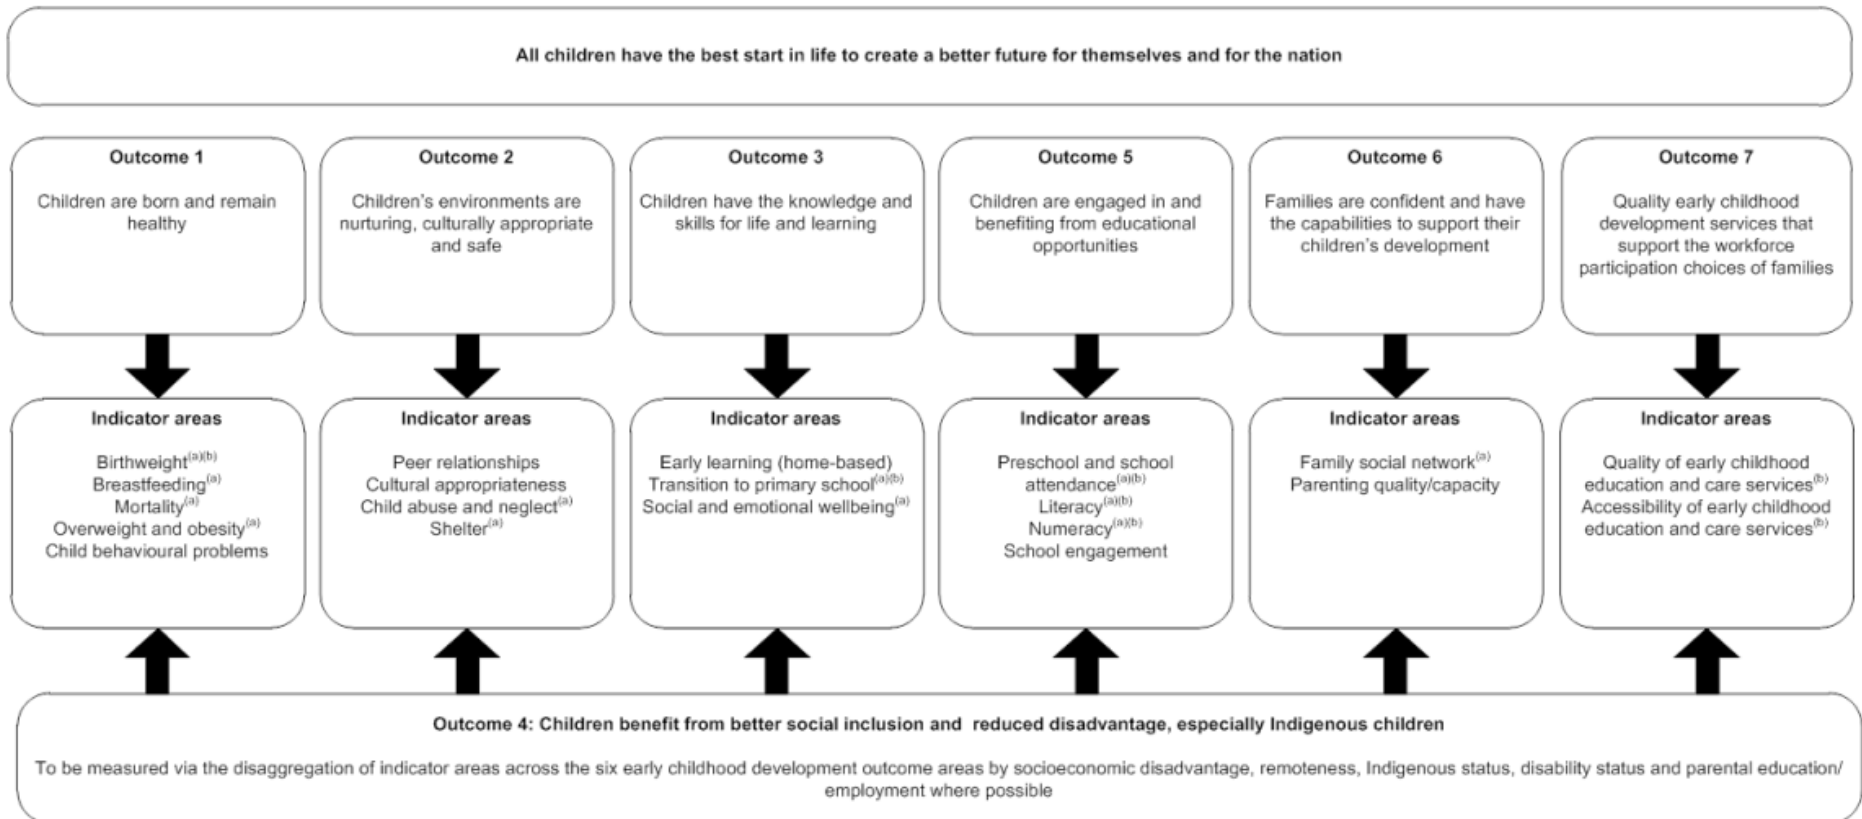 All children have the best start in life to create a better future for themselves and for the nation
Outcome 1
Children are born and remain
healthy
Outcome 2
Children's environments are
nurturing, culturally appropriate
and safe
Outcome 3
Children have the knowledge and
skills for life and learning
Outcome 5
Children are engaged in and
benefiting from educational
opportunities
Outcome 6
Families are confident and have
the capabilities to support their
children's development
Outcome 7
Quality early childhood
development services that
support the workforce
participation choices of families
Indicator areas
Birthweight(a)(b)
Breastfeeding(a)
Mortality(a)
Overweight and obesity(a)
Child behavioural problems
Indicator areas
Peer relationships
Cultural appropriateness
Child abuse and neglect(a)
Shelter(a)
Indicator areas
Early learning (home-based)
Transition to primary school(a)(b)
Social and emotional wellbeing(a)
Indicator areas
Preschool and school
attendance(a)(b)
Literacy(a)(b)
Numeracy(a)(b)
School engagement
Indicator areas
Family social network(a)
Parenting quality/capacity
Indicator areas
Quality of early childhood
education and care services(b)
Accessibility of early childhood
education and care services(b)
Outcome 4: Children benefit from better social inclusion and reduced disadvantage, especially Indigenous children
To be measured via the disaggregation of indicator areas across the six early childhood development outcome areas by socioeconomic disadvantage, remoteness, Indigenous status, disability status and parental education/
employment where possible